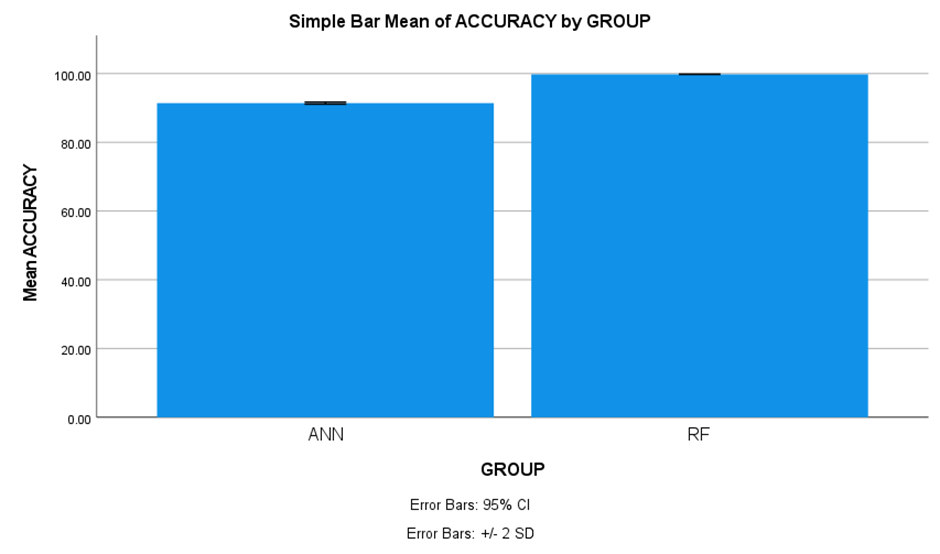 Simple Bar Mean of ACCURACY by GROUP
100.00
80.00
60.00
40.00
20.00
0.00
Mean ACCURACY
ANN
RF
GROUP
Error Bars: 95% CI
Error Bars: +/- 2 SD